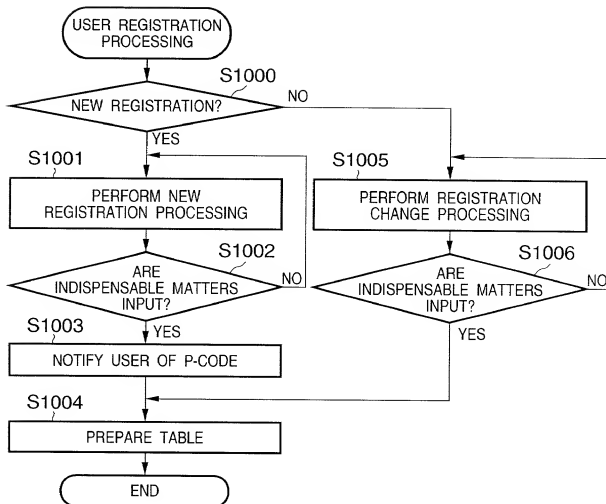 USER REGISTRATION
PROCESSING
S1000
NEW REGISTRATION?
NO
YES
S1001
PERFORM NEW
REGISTRATION PROCESSING
S1002
ARE
INDISPENSABLE MATTERS
INPUT?
NO
YES
S1003
NOTIFY USER OF P-CODE
S1004
PREPARE TABLE
END
S1005
PERFORM REGISTRATION
CHANGE PROCESSING
S1006
ARE
INDISPENSABLE MATTERS
INPUT?
NO
YES